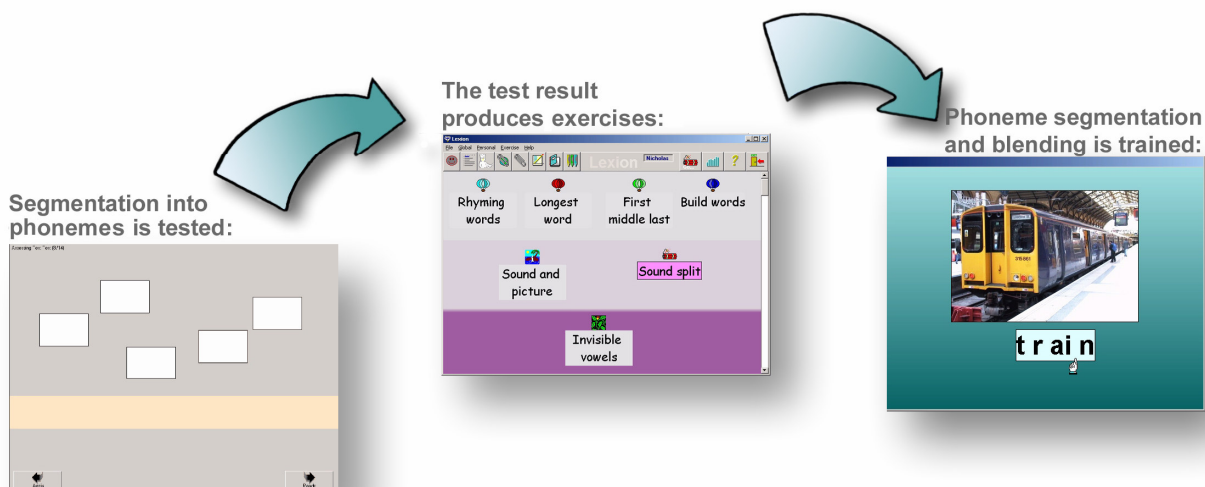 Segmentation into
phonemes is tested:
Again
Ready
The test result
produces exercises:
Lexion
File Global Personal Exercise Help
Lexion
Nicholas
Rhyming
words
Longest
word
First
middle last
Build words
Sound and
picture
Sound split
Invisible
vowels
Phoneme segmentation
and blending is trained:
t r ai n